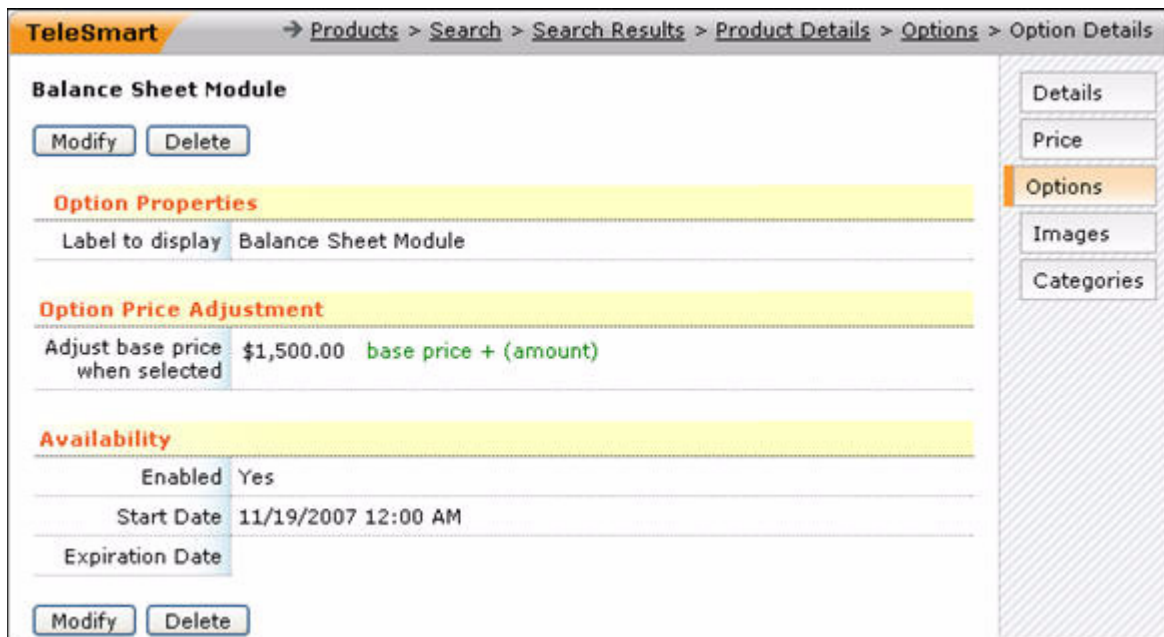 TeleSmart → Products > Search > Search Results > Product Details > Options > Option Details
Balance Sheet Module
Modify Delete
Option Properties
Label to display Balance Sheet Module
Option Price Adjustment
Adjust base price when selected $1,500.00 base price + (amount)
Availability
Enabled Yes
Start Date 11/19/2007 12:00 AM
Expiration Date
Modify Delete
Details
Price
Options
Images
Categories